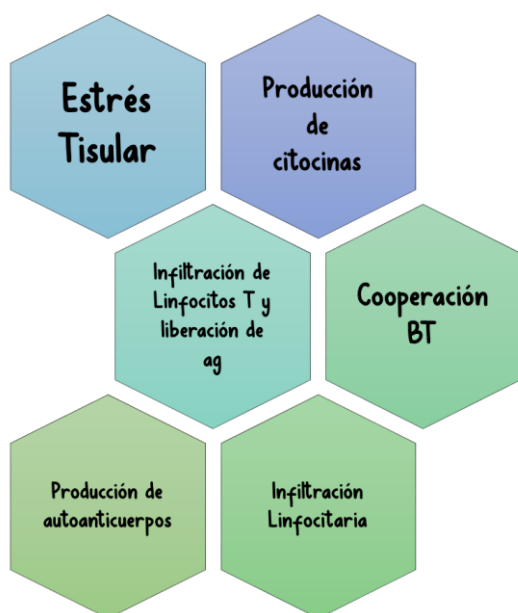 Estrés
Tisular
Producción
de
citocinas
Infiltración de
Linfocitos T y
liberación de
ag
Cooperación
BT
Producción de
autoanticuerpos
Infiltración
Linfocitaria